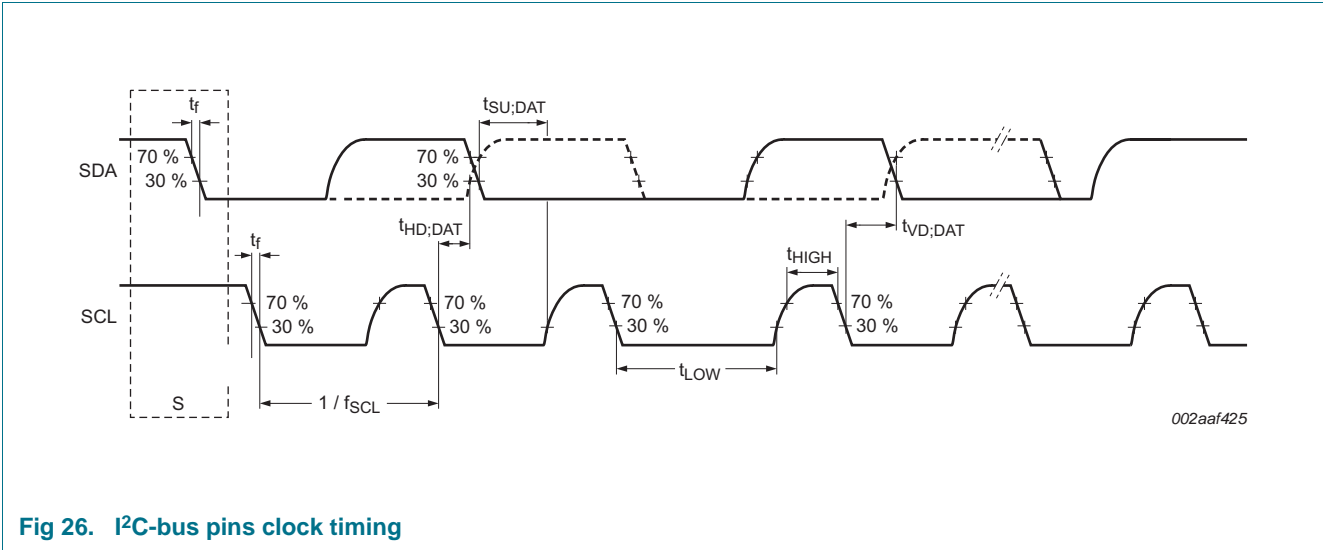 tf
tSU;DAT
70 %
30 %
SDA
70 %
30 %
tHD;DAT
tVD;DAT
tf
tHIGH
70 %
30 %
SCL
70 %
30 %
70 %
30 %
70 %
30 %
tLOW
S
1 / fSCL
002aaf425
Fig 26. I²C-bus pins clock timing